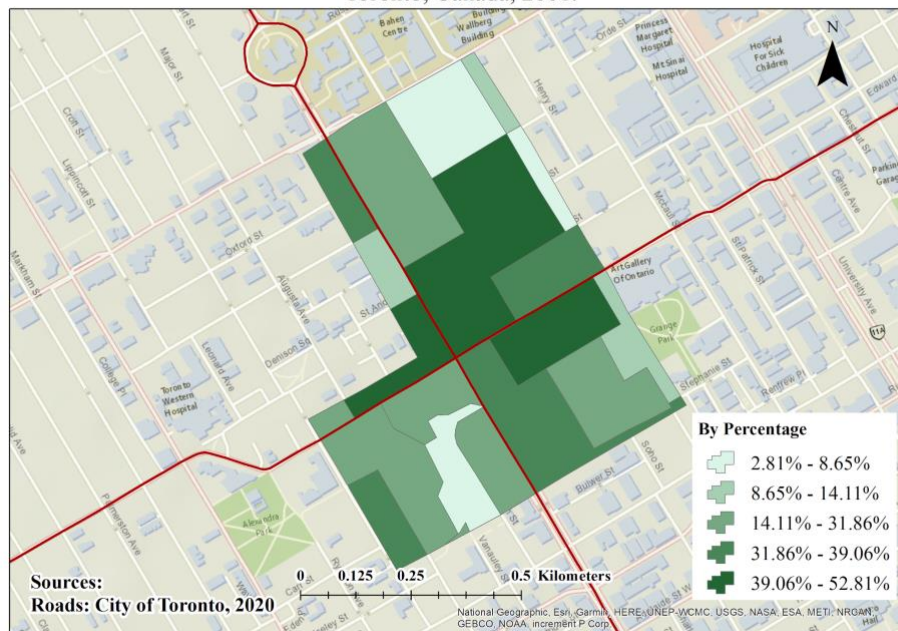 Bahen
Centre
Building
Wallberg
Building
Orde St
Princess
Margaret
Hospital
Mt Sinai
Hospital
Hospital
For Sick
Children
N
Edward
Chestnut St
Parking
Garage
Centre Ave
University Ave
11A
Major St
Croft St
Lippincott St
Markham St
Oxford St
Augusta Ave
St And
Denison Sq
Leonard Ave
College Pl
Toronto
Western
Hospital
Henry St
St
St
Mccaul St
St Patrick St
Art Gallery
Of Ontario
Grange
Park
Stephanie St
Renfrew Pl
Soho St
Bulwer St
Palmerston Ave
Alexandra
Park
Vanauley St
By Percentage
2.81% - 8.65%
8.65% - 14.11%
14.11% - 31.86%
31.86% - 39.06%
39.06% - 52.81%
Sources:
Roads: City of Toronto, 2020
0 0.125 0.25 0.5 Kilometers
National Geographic, Esri, Garmin, HERE, UNEP-WCMC, USGS, NASA, ESA, METI, NRCAN,
GEBCO, NOAA, increment P Corp